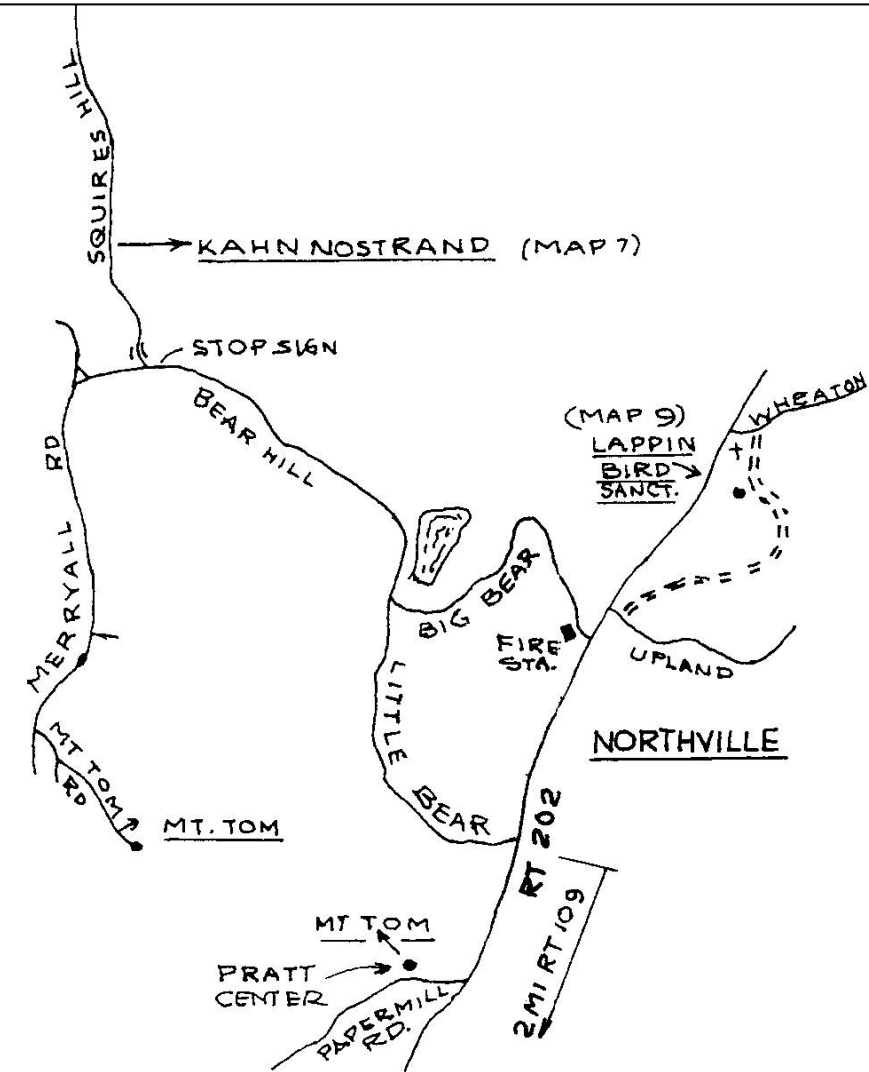 SQUIRES HILL
KAHN NOSTRAND (MAP 7)
STOP SIGN
BEAR HILL
WHEATON
(MAP 9)
LAPPIN
BIRD
SANCT.
MERRYALL RD
BIG BEAR
FIRE
STA.
UPLAND
LITTLE BEAR
NORTHVILLE
MT TOM
RD
MT. TOM
RT 202
2 MI RT 109
MT TOM
PRATT
CENTER
PAPERMILL
RD.